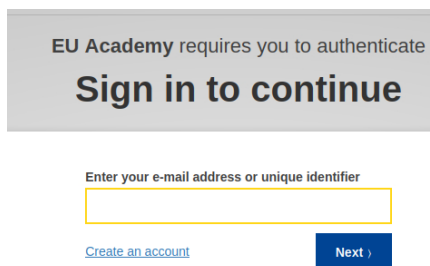 EU Academy requires you to authenticate
Sign in to continue
Enter your e-mail address or unique identifier
Create an account
Next ⟩